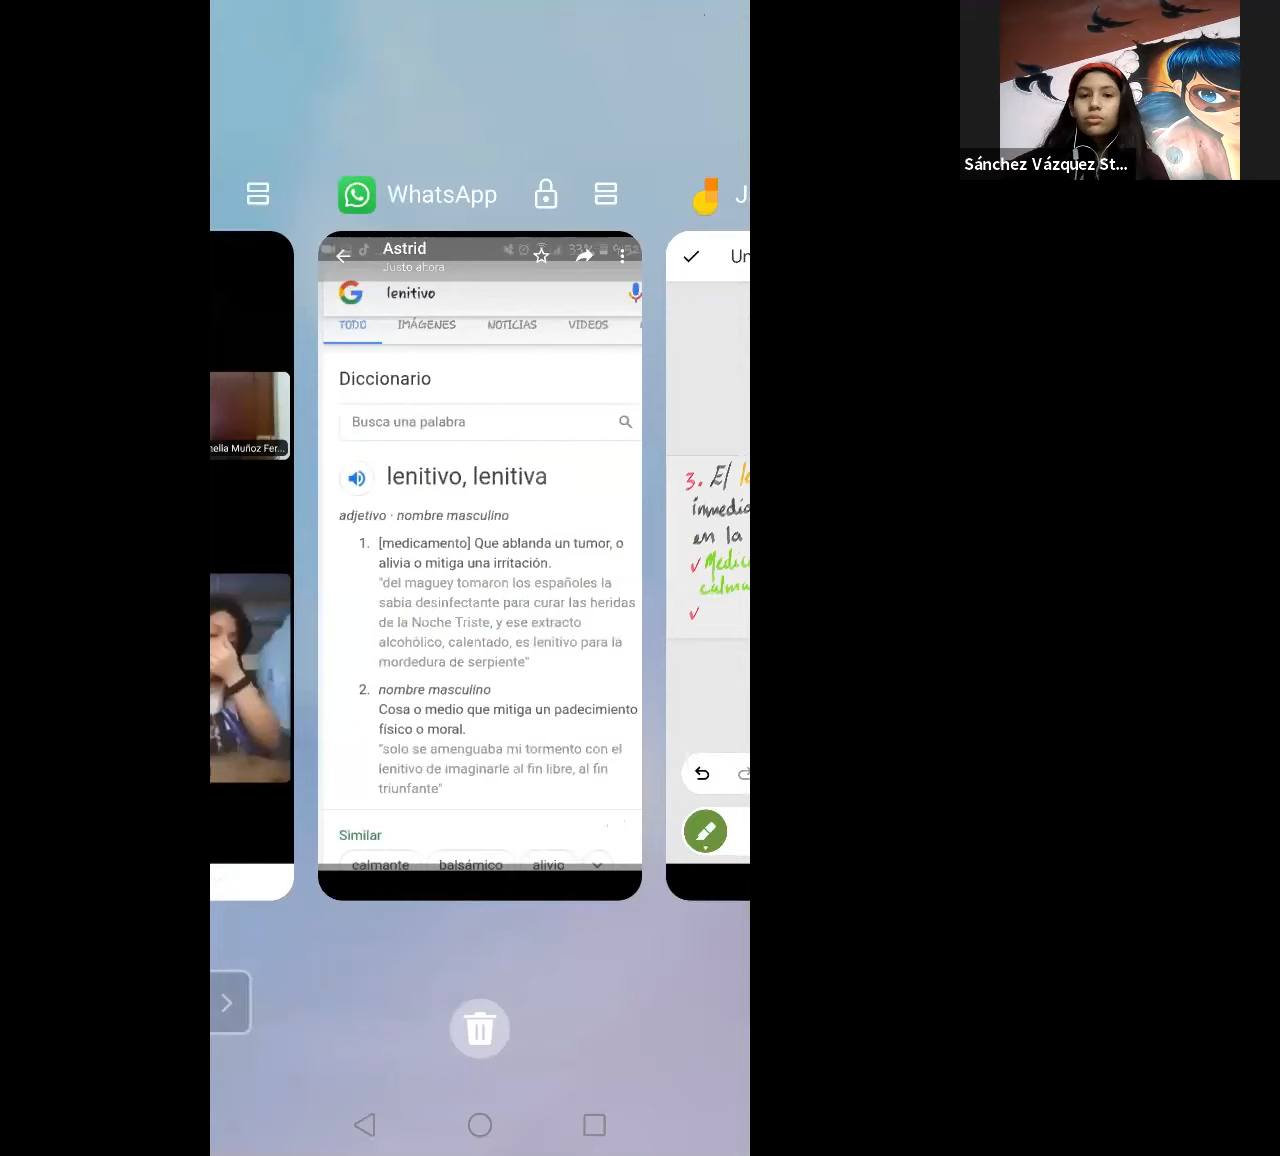 WhatsApp
Astrid
Justo ahora
33%
lenitivo
TODO IMÁGENES NOTICIAS VIDEOS
Diccionario
Busca una palabra
lenitivo, lenitiva
adjetivo · nombre masculino
1. [medicamento] Que ablanda un tumor, o
alivia o mitiga una irritación.
"del maguey tomaron los españoles la
sabia desinfectante para curar las heridas
de la Noche Triste, y ese extracto
alcohólico, calentado, es lenitivo para la
mordedura de serpiente"
2. nombre masculino
Cosa o medio que mitiga un padecimiento
físico o moral.
"solo se amenguaba mi tormento con el
lenitivo de imaginarle al fin libre, al fin
triunfante"
Similar
calmante balsámico alivio
nella Muñoz Fer...
3. El
en la
Sánchez Vázquez St...